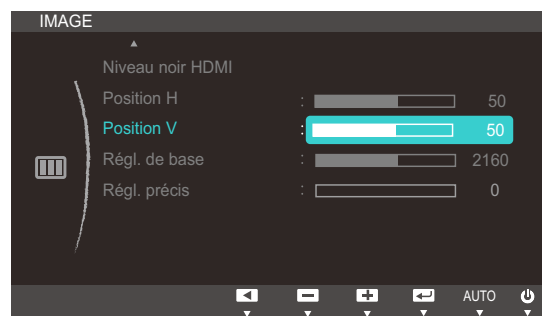 IMAGE
Niveau noir HDMI
Position H : 50
Position V : 50
Régl. de base : 2160
Régl. précis : 0
AUTO